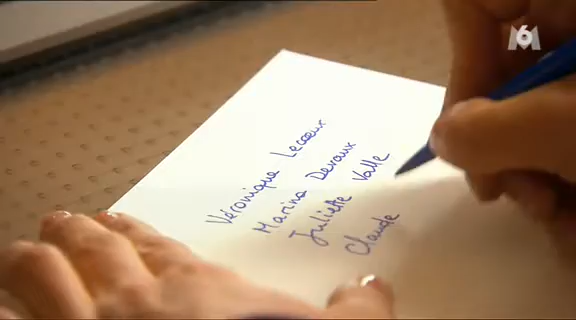 M6
Véronique Lecoeur
Marina Devaux
Juliette Valle
Claude